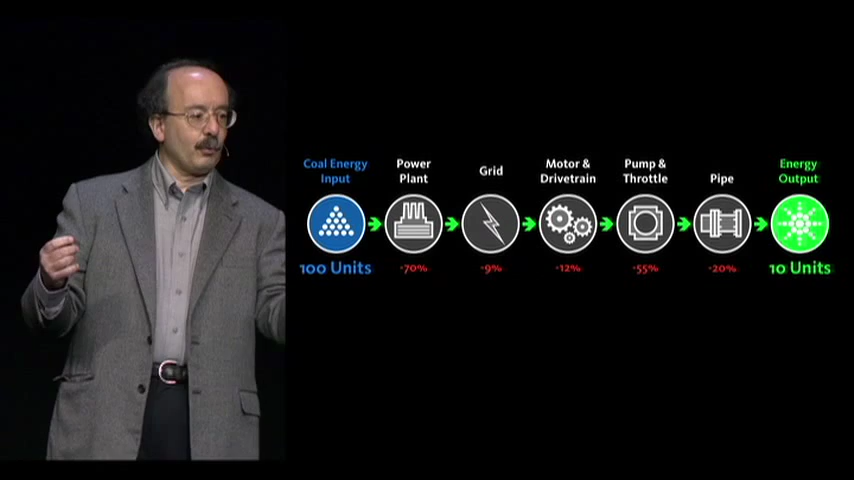 Coal Energy
Input
Power
Plant
Grid
Motor &
Drivetrain
Pump &
Throttle
Pipe
Energy
Output
100 Units
-70%
-9%
-12%
-55%
-20%
10 Units